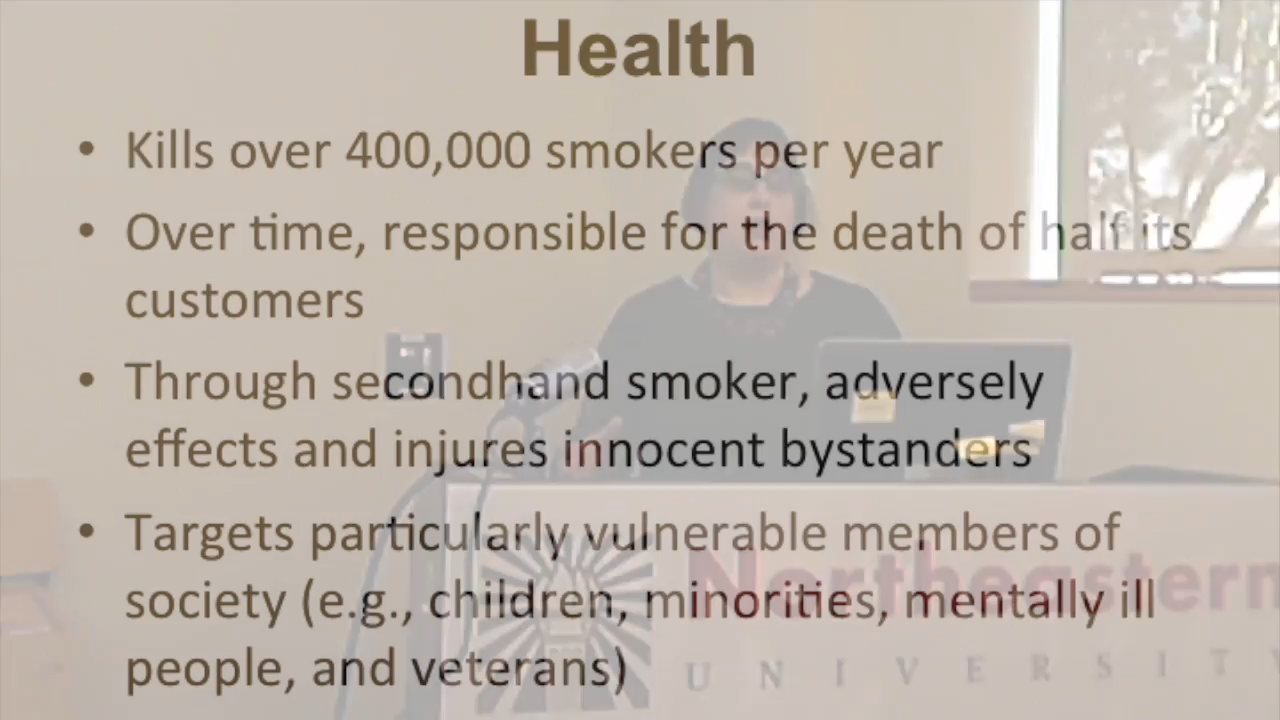 Health
• Kills over 400,000 smokers per year
• Over time, responsible for the death of half its
customers
• Through secondhand smoker, adversely
effects and injures innocent bystanders
• Targets particularly vulnerable members of
society (e.g., children, minorities, mentally ill
people, and veterans)
Northeastern
UNIVERSITY